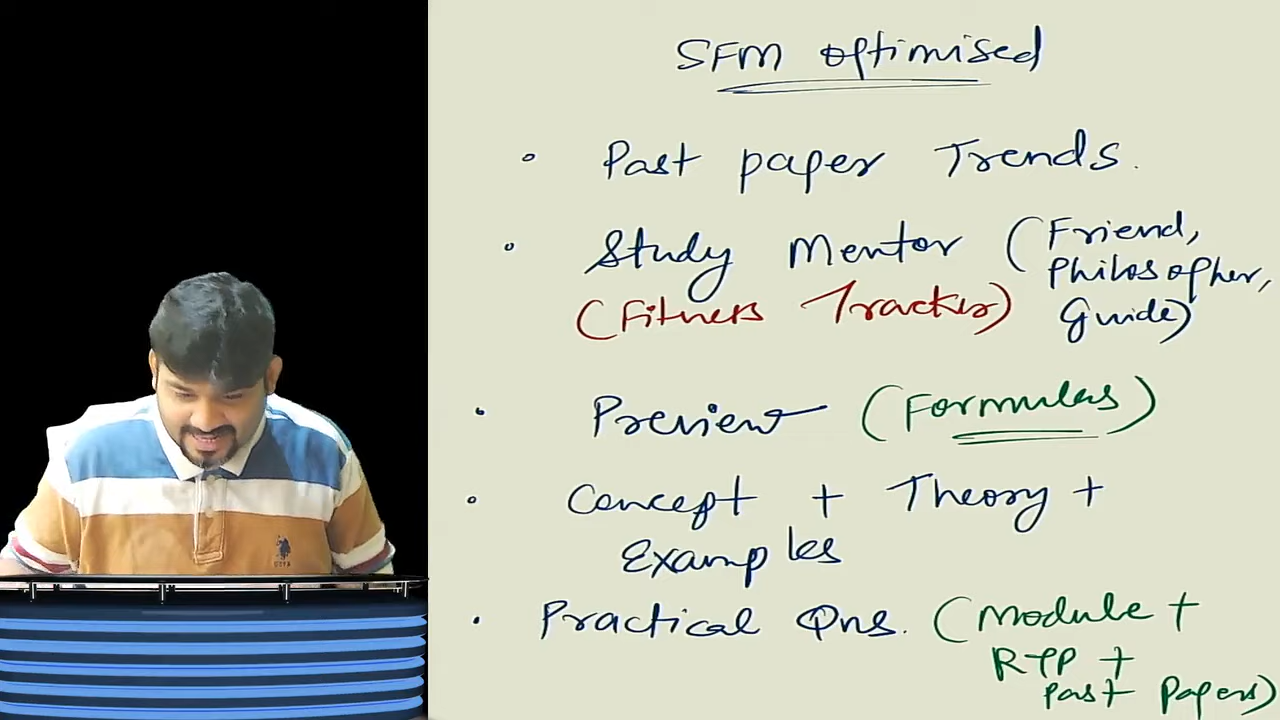 SFM optimised
• Past paper Trends.
• Study Mentor (Friend,
Philosopher,
(Fitness Tracker) Guide)
• Preview (Formulas)
• Concept + Theory +
Examples
• Practical Qns. (Module +
RTP +
Past Papers)